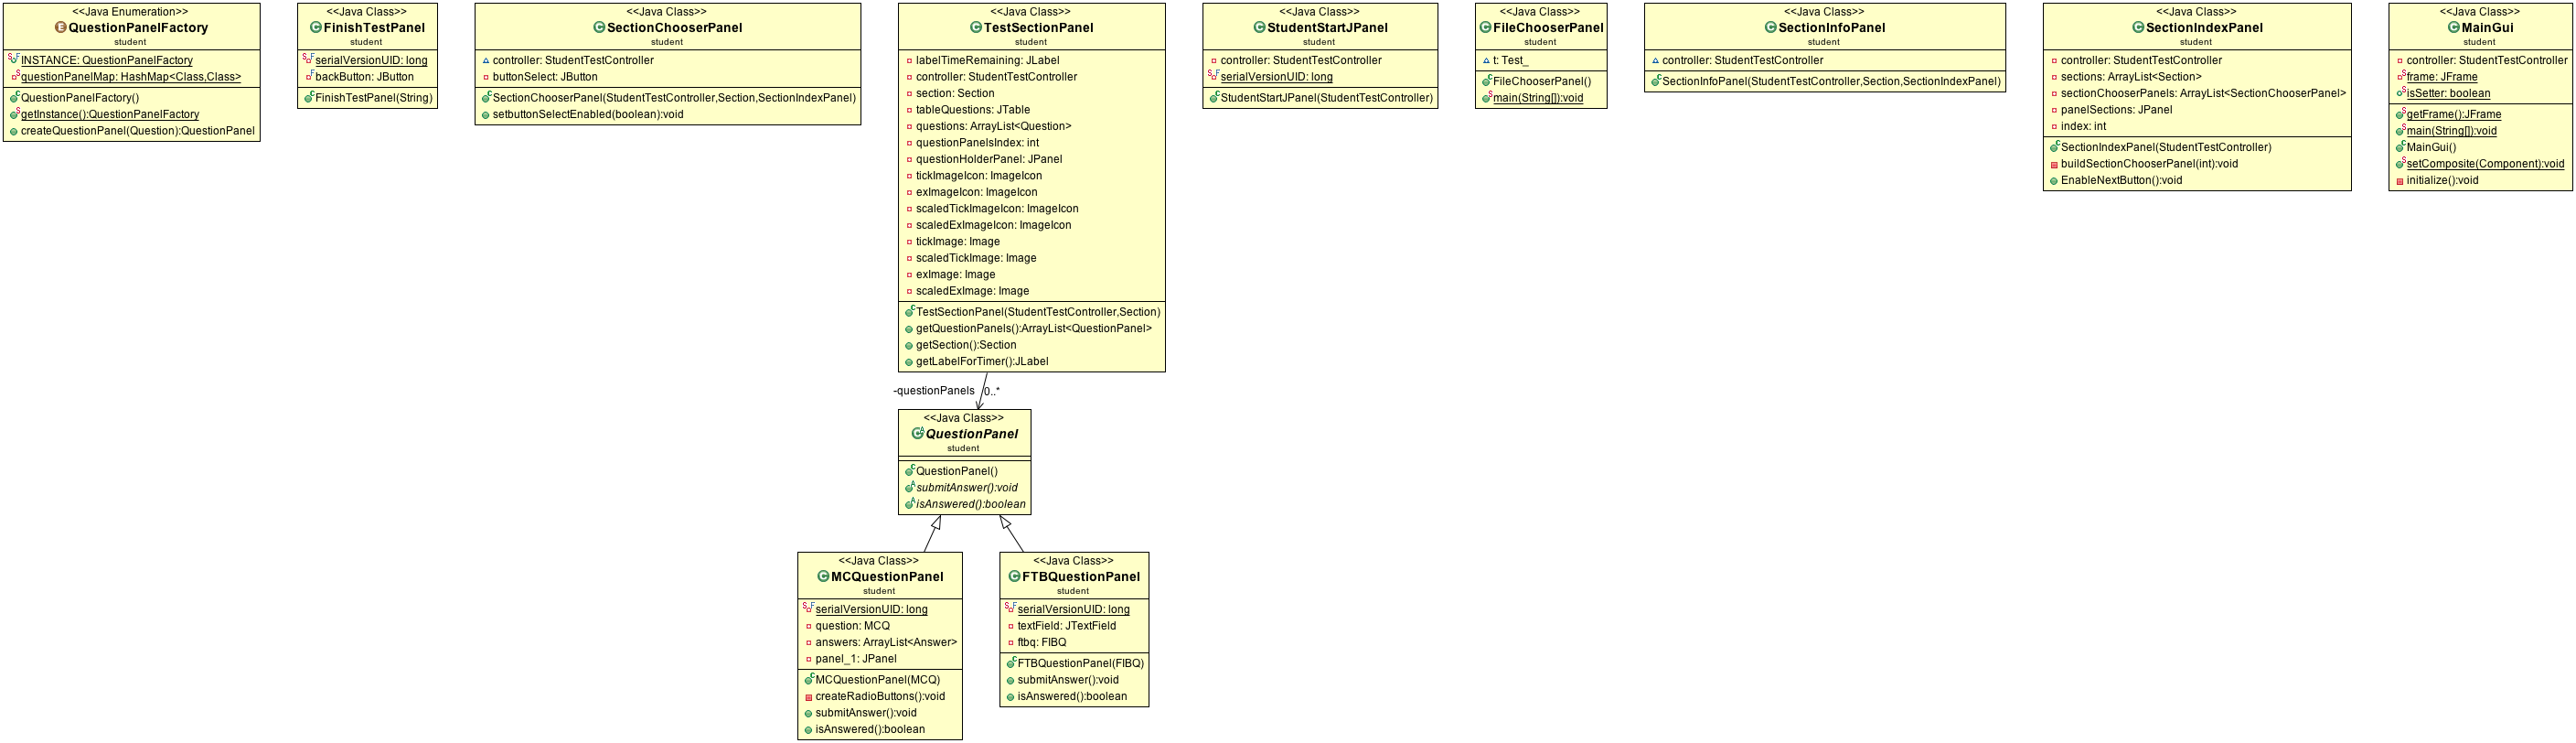 <<Java Enumeration>>
QuestionPanelFactory
student
INSTANCE: QuestionPanelFactory
questionPanelMap: HashMap<Class,Class>
QuestionPanelFactory()
getInstance():QuestionPanelFactory
createQuestionPanel(Question):QuestionPanel
<<Java Class>>
FinishTestPanel
student
serialVersionUID: long
backButton: JButton
FinishTestPanel(String)
<<Java Class>>
SectionChooserPanel
student
controller: StudentTestController
buttonSelect: JButton
SectionChooserPanel(StudentTestController,Section,SectionIndexPanel)
setbuttonSelectEnabled(boolean):void
<<Java Class>>
TestSectionPanel
student
labelTimeRemaining: JLabel
controller: StudentTestController
section: Section
tableQuestions: JTable
questions: ArrayList<Question>
questionPanelsIndex: int
questionHolderPanel: JPanel
tickImageIcon: ImageIcon
exImageIcon: ImageIcon
scaledTickImageIcon: ImageIcon
scaledExImageIcon: ImageIcon
tickImage: Image
scaledTickImage: Image
exImage: Image
scaledExImage: Image
TestSectionPanel(StudentTestController,Section)
getQuestionPanels():ArrayList<QuestionPanel>
getSection():Section
getLabelForTimer():JLabel
<<Java Class>>
StudentStartJPanel
student
controller: StudentTestController
serialVersionUID: long
StudentStartJPanel(StudentTestController)
<<Java Class>>
FileChooserPanel
student
t: Test_
FileChooserPanel()
main(String[]):void
<<Java Class>>
SectionInfoPanel
student
controller: StudentTestController
SectionInfoPanel(StudentTestController,Section,SectionIndexPanel)
<<Java Class>>
SectionIndexPanel
student
controller: StudentTestController
sections: ArrayList<Section>
sectionChooserPanels: ArrayList<SectionChooserPanel>
panelSections: JPanel
index: int
SectionIndexPanel(StudentTestController)
buildSectionChooserPanel(int):void
EnableNextButton():void
<<Java Class>>
MainGui
student
controller: StudentTestController
frame: JFrame
isSetter: boolean
getFrame():JFrame
main(String[]):void
MainGui()
setComposite(Component):void
initialize():void
-questionPanels 0..*
<<Java Class>>
QuestionPanel
student
QuestionPanel()
submitAnswer():void
isAnswered():boolean
<<Java Class>>
MCQuestionPanel
student
serialVersionUID: long
question: MCQ
answers: ArrayList<Answer>
panel_1: JPanel
MCQuestionPanel(MCQ)
createRadioButtons():void
submitAnswer():void
isAnswered():boolean
<<Java Class>>
FTBQuestionPanel
student
serialVersionUID: long
textField: JTextField
ftbq: FIBQ
FTBQuestionPanel(FIBQ)
submitAnswer():void
isAnswered():boolean